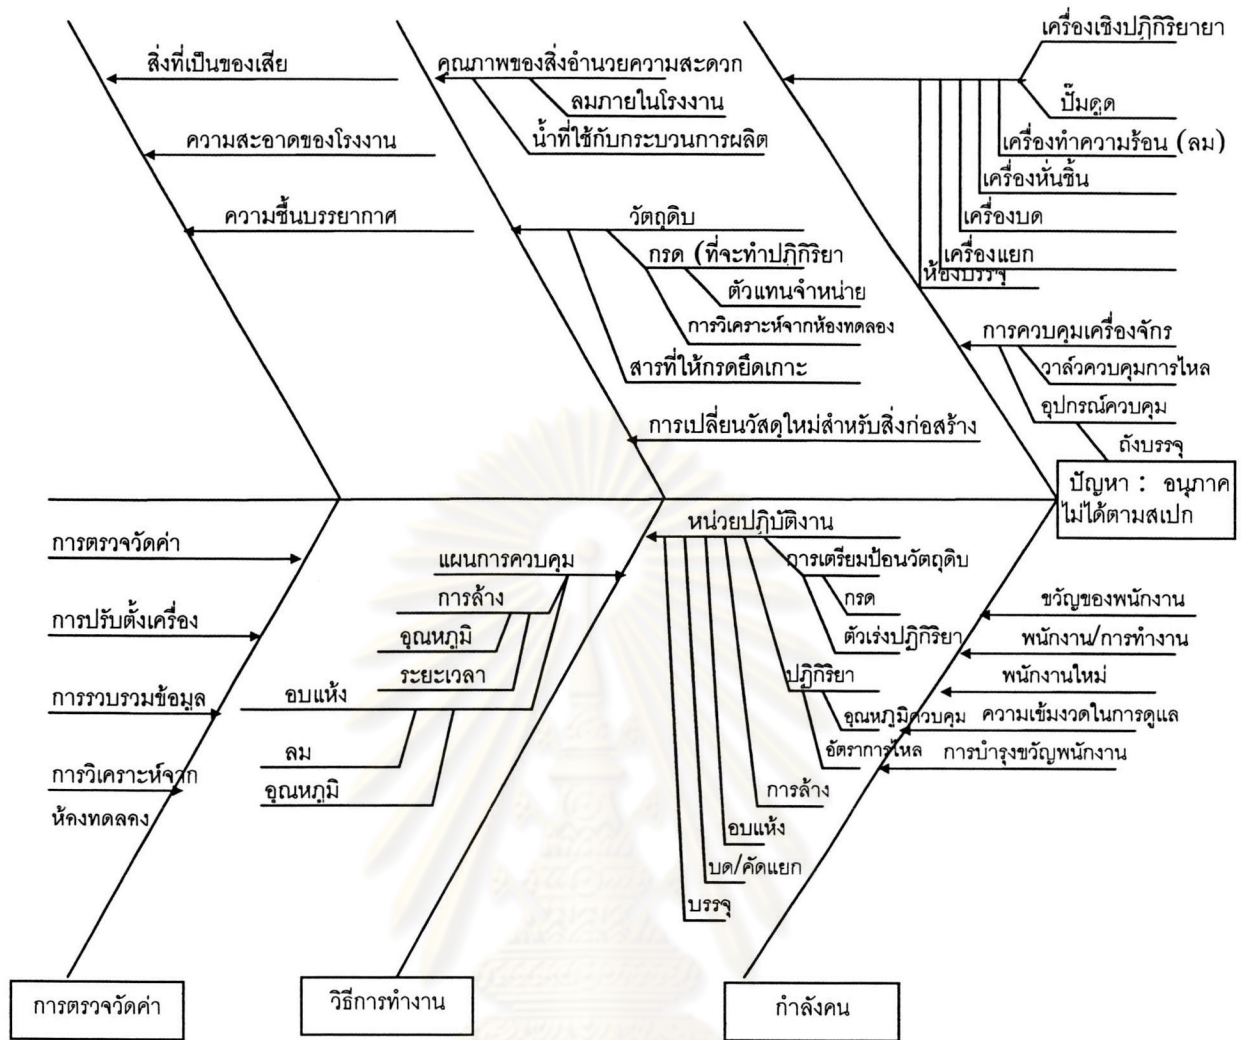 สิ่งที่เป็นของเสีย
ความสะอาดของโรงงาน
ความชื้นบรรยากาศ
คุณภาพของสิ่งอำนวยความสะดวก
ลมภายในโรงงาน
น้ำที่ใช้กับกระบวนการผลิต
วัตถุดิบ
กรด (ที่จะทำปฏิกิริยา
ตัวแทนจำหน่าย
การวิเคราะห์จากห้องทดลอง
สารที่ให้กรดยึดเกาะ
การเปลี่ยนวัสดุใหม่สำหรับสิ่งก่อสร้าง
เครื่องเชิงปฏิกิริยายา
ปั๊มดูด
เครื่องทำความร้อน (ลม)
เครื่องหั่นชิ้น
เครื่องบด
เครื่องแยก
ห้องบรรจุ
การควบคุมเครื่องจักร
วาล์วควบคุมการไหล
อุปกรณ์ควบคุม
ถังบรรจุ
ปัญหา : อนุภาค
ไม่ได้ตามสเปก
การตรวจวัดค่า
การปรับตั้งเครื่อง
การรวบรวมข้อมูล
การวิเคราะห์จาก
ห้องทดลอง
แผนการควบคุม
การล้าง
อุณหภูมิ
ระยะเวลา
อบแห้ง
ลม
อุณหภูมิ
หน่วยปฏิบัติงาน
การเตรียมป้อนวัตถุดิบ
กรด
ตัวเร่งปฏิกิริยา
ปฏิกิริยา
อุณหภูมิควบคุม
อัตราการไหล
การล้าง
อบแห้ง
บด/คัดแยก
บรรจุ
ขวัญของพนักงาน
พนักงาน/การทำงาน
พนักงานใหม่
ความเข้มงวดในการดูแล
การบำรุงขวัญพนักงาน
การตรวจวัดค่า
วิธีการทำงาน
กำลังคน